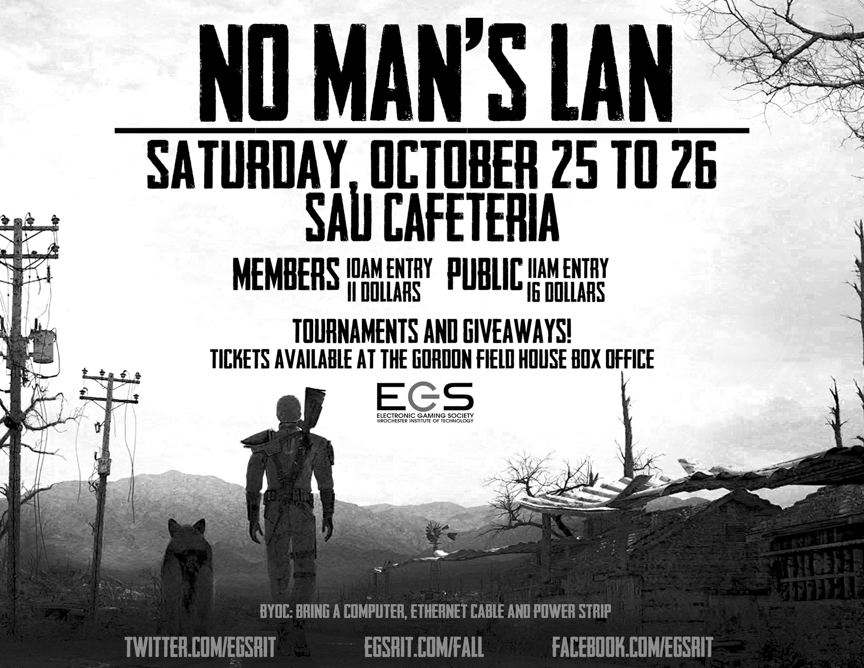 NO MAN'S LAN
SATURDAY, OCTOBER 25 TO 26
SAU CAFETERIA
MEMBERS 10AM ENTRY 11 DOLLARS
PUBLIC 11AM ENTRY 16 DOLLARS
TOURNAMENTS AND GIVEAWAYS!
TICKETS AVAILABLE AT THE GORDON FIELD HOUSE BOX OFFICE
EGS
ELECTRONIC GAMING SOCIETY
@ROCHESTER INSTITUTE OF TECHNOLOGY
BYOC: BRING A COMPUTER, ETHERNET CABLE AND POWER STRIP
TWITTER.COM/EGSRIT EGSRIT.COM/FALL FACEBOOK.COM/EGSRIT